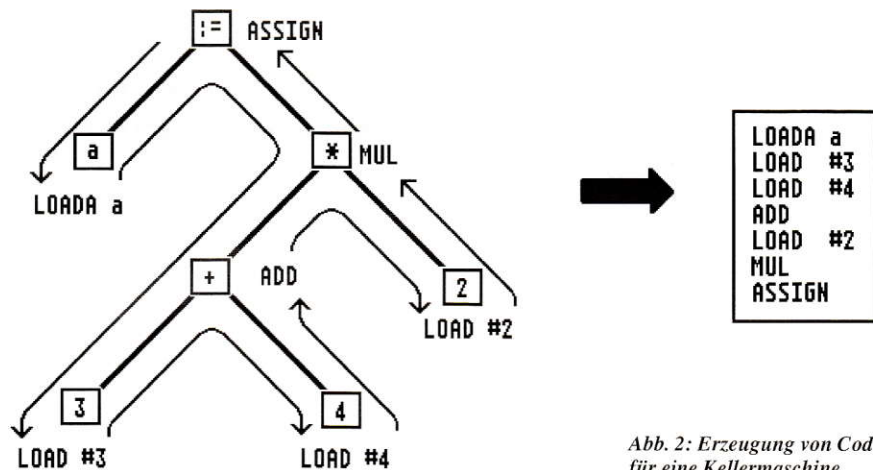 := ASSIGN
a
* MUL
LOADA a
+ ADD
2
LOAD #2
3
4
LOAD #3
LOAD #4
LOADA a
LOAD #3
LOAD #4
ADD
LOAD #2
MUL
ASSIGN
Abb. 2: Erzeugung von Cod
für eine Kellermaschine